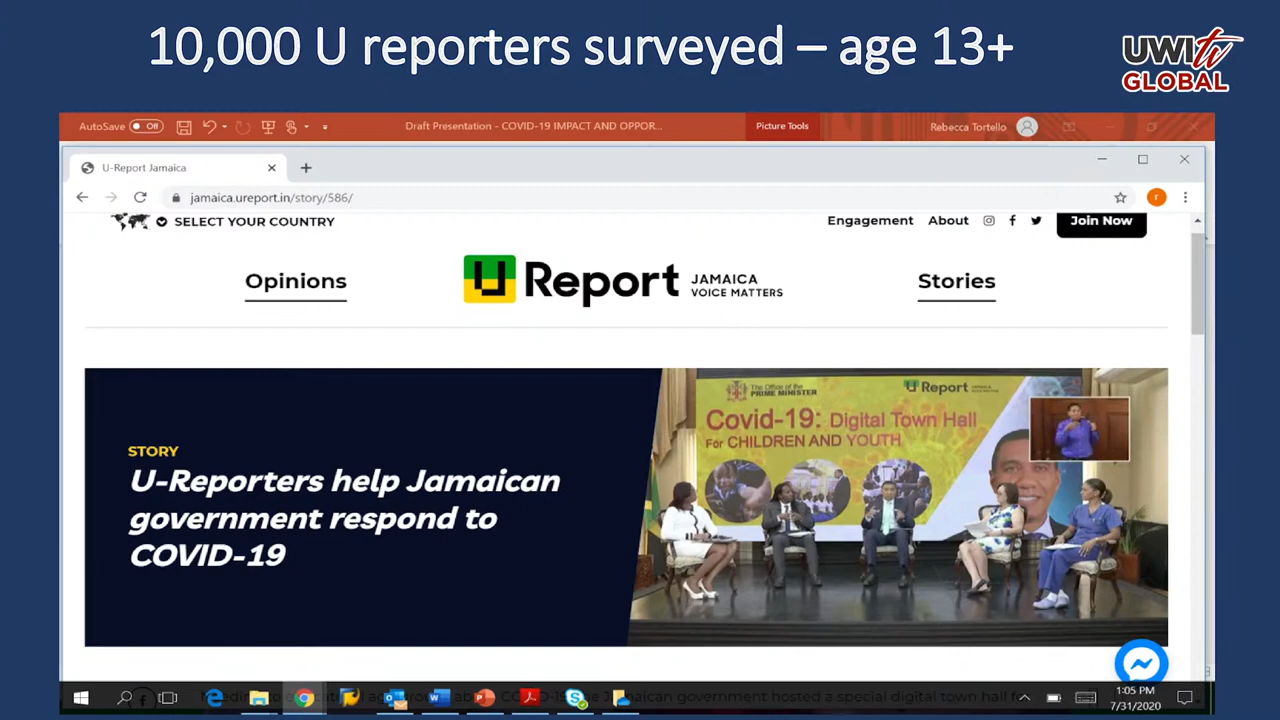 10,000 U reporters surveyed – age 13+
UWI tv
GLOBAL
AutoSave Off
Draft Presentation - COVID-19 IMPACT AND OPPOR...
Picture Tools
Rebecca Tortello
U-Report Jamaica
jamaica.ureport.in/story/586/
r
SELECT YOUR COUNTRY
Engagement About
Join Now
Opinions
U Report JAMAICA
VOICE MATTERS
Stories
STORY
U-Reporters help Jamaican
government respond to
COVID-19
The Office of the
PRIME MINISTER
U Report JAMAICA
Covid-19: Digital Town Hall
For CHILDREN AND YOUTH
1:05 PM
7/31/2020